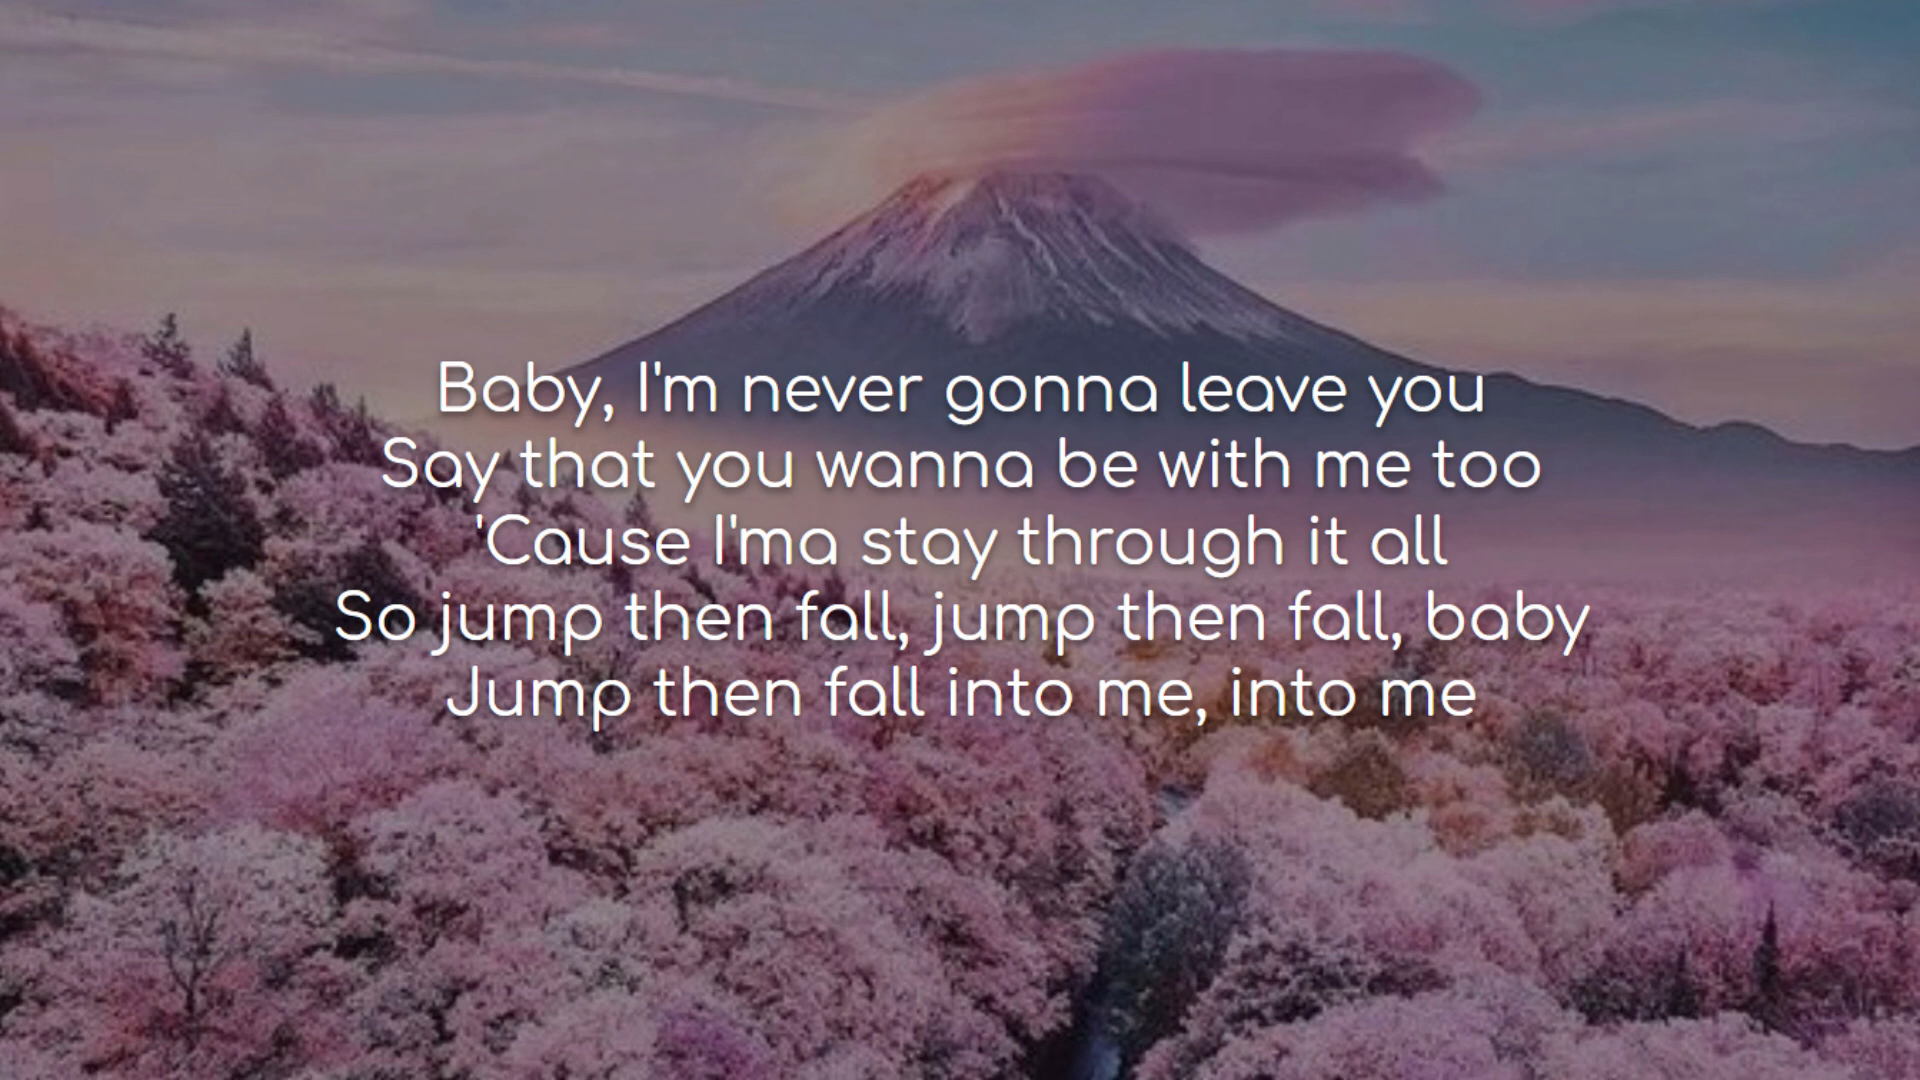 Baby, I'm never gonna leave you
Say that you wanna be with me too
'Cause I'ma stay through it all
So jump then fall, jump then fall, baby
Jump then fall into me, into me